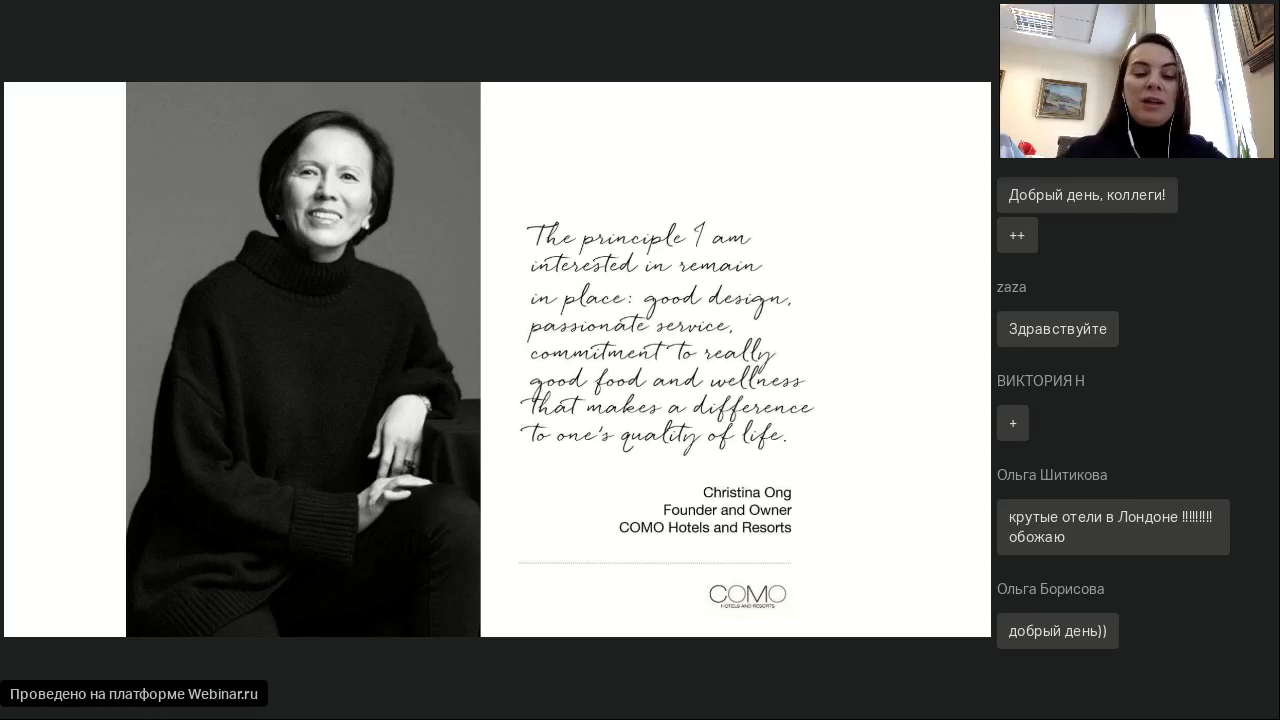 The principle I am
interested in remain
in place: good design,
passionate service,
commitment to really
good food and wellness
that makes a difference
to one's quality of life.
Christina Ong
Founder and Owner
COMO Hotels and Resorts
COMO
HOTELS AND RESORTS
Добрый день, коллеги!
++
zaza
Здравствуйте
ВИКТОРИЯ Н
+
Ольга Шитикова
крутые отели в Лондоне !!!!!!!!!
обожаю
Ольга Борисова
добрый день))
Проведено на платформе Webinar.ru